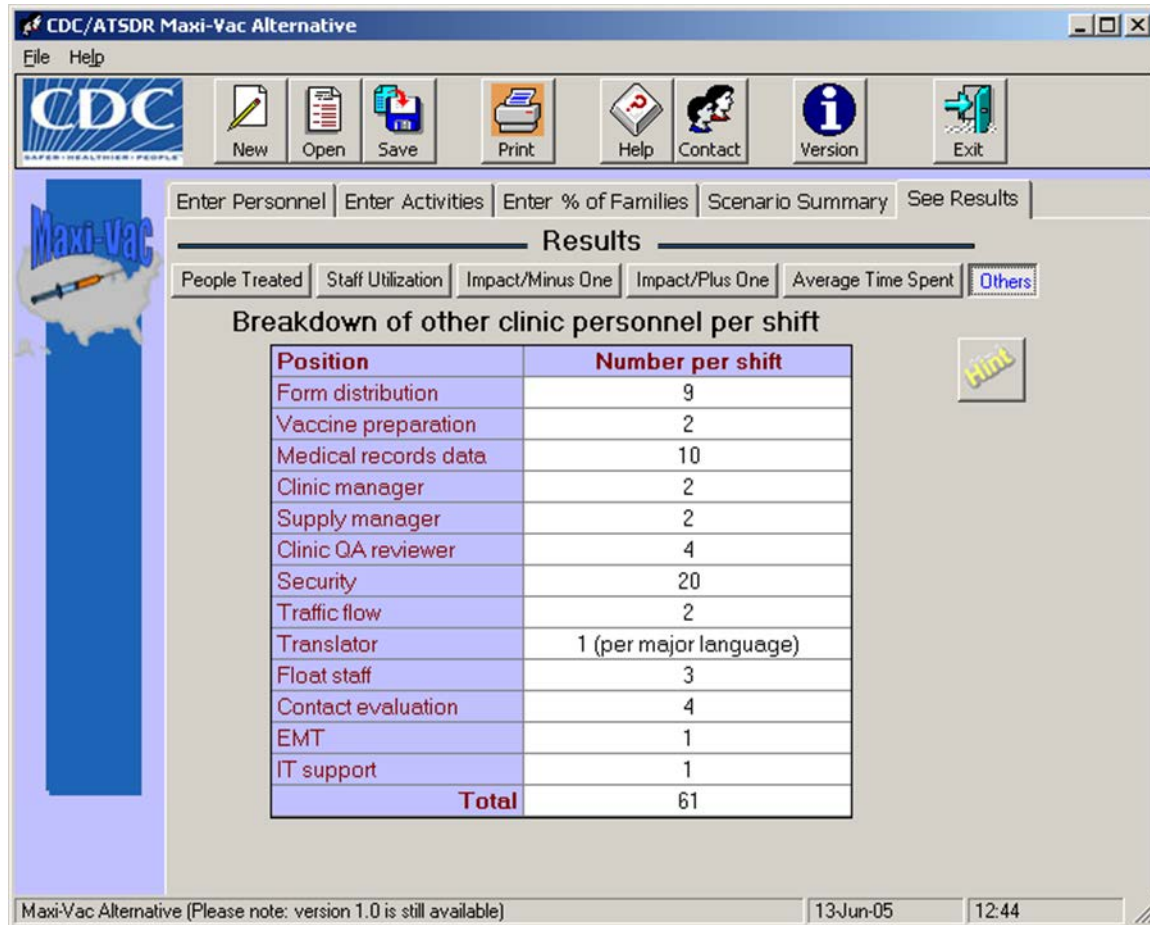 CDC/ATSDR Maxi-Vac Alternative
File Help
CDC
SAFER • HEALTHIER • PEOPLE™
New Open Save Print Help Contact Version Exit
Maxi-Vac
Enter Personnel Enter Activities Enter % of Families Scenario Summary See Results
Results
People Treated Staff Utilization Impact/Minus One Impact/Plus One Average Time Spent Others
Breakdown of other clinic personnel per shift
Hint
Position Number per shift
Form distribution 9
Vaccine preparation 2
Medical records data 10
Clinic manager 2
Supply manager 2
Clinic QA reviewer 4
Security 20
Traffic flow 2
Translator 1 (per major language)
Float staff 3
Contact evaluation 4
EMT 1
IT support 1
Total 61
Maxi-Vac Alternative (Please note: version 1.0 is still available) 13-Jun-05 12:44